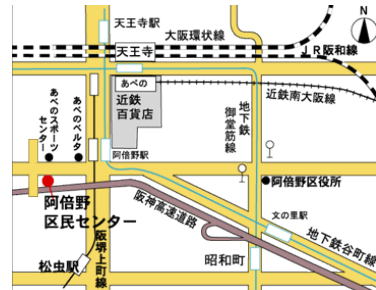 N
天王寺駅
大阪環状線
天王寺
JR阪和線
あべの
近鉄
百貨店
近鉄南大阪線
あべのスポーツ
センター
あべのベルタ
地下鉄
御堂筋線
阿倍野駅
阿倍野区役所
阿倍野
区民センター
阪神高速道路
文の里駅
地下鉄谷町線
阪堺上町線
昭和町
松虫駅